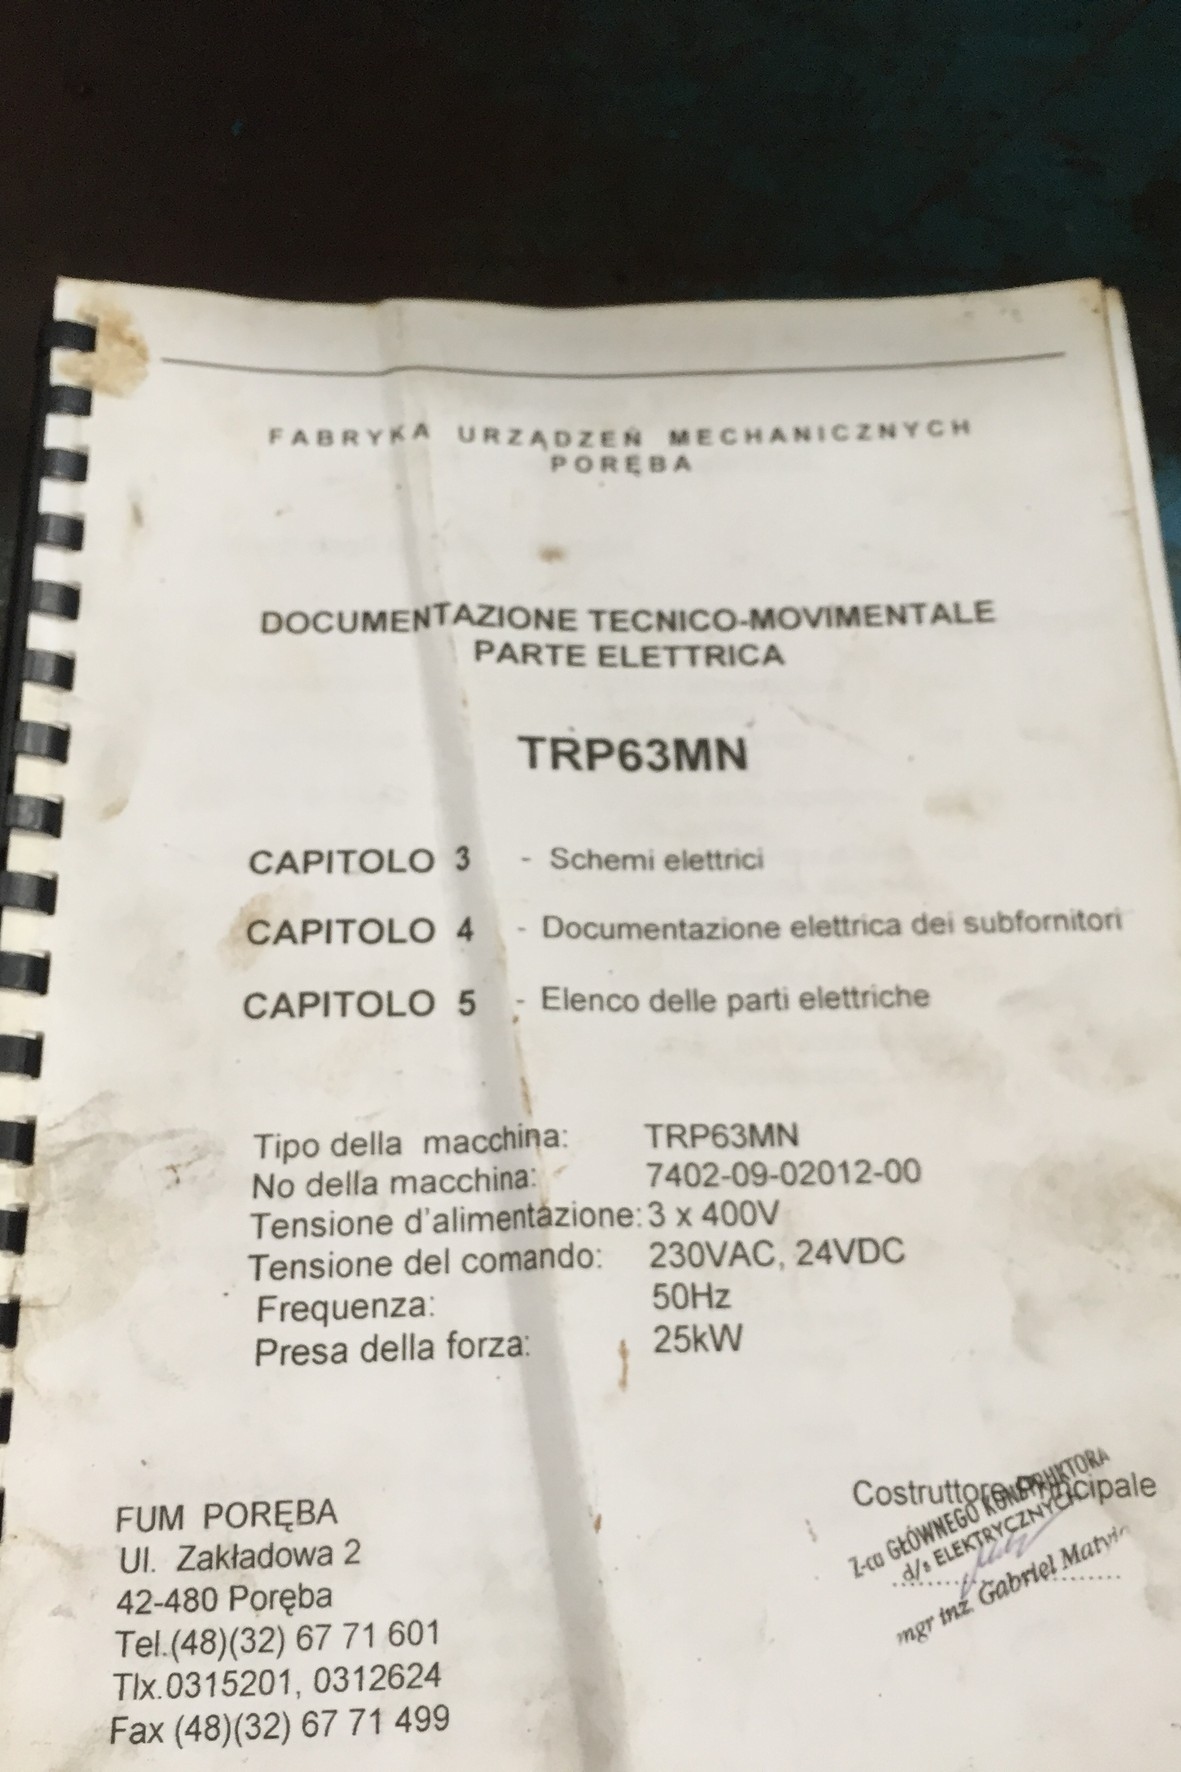 FABRYKA URZĄDZEŃ MECHANICZNYCH
PORĘBA
DOCUMENTAZIONE TECNICO-MOVIMENTALE
PARTE ELETTRICA
TRP63MN
CAPITOLO 3 - Schemi elettrici
CAPITOLO 4 - Documentazione elettrica dei subfornitori
CAPITOLO 5 - Elenco delle parti elettriche
Tipo della macchina: TRP63MN
No della macchina: 7402-09-02012-00
Tensione d'alimentazione: 3 x 400V
Tensione del comando: 230VAC, 24VDC
Frequenza: 50Hz
Presa della forza: 25kW
FUM PORĘBA
Ul. Zakładowa 2
42-480 Poręba
Tel.(48)(32) 67 71 601
Tlx.0315201, 0312624
Fax (48)(32) 67 71 499
Costruttore Principale
Z-ca GŁÓWNEGO KONSTRUKTORA
d/s ELEKTRYCZNYCH
mgr inż. Gabriel